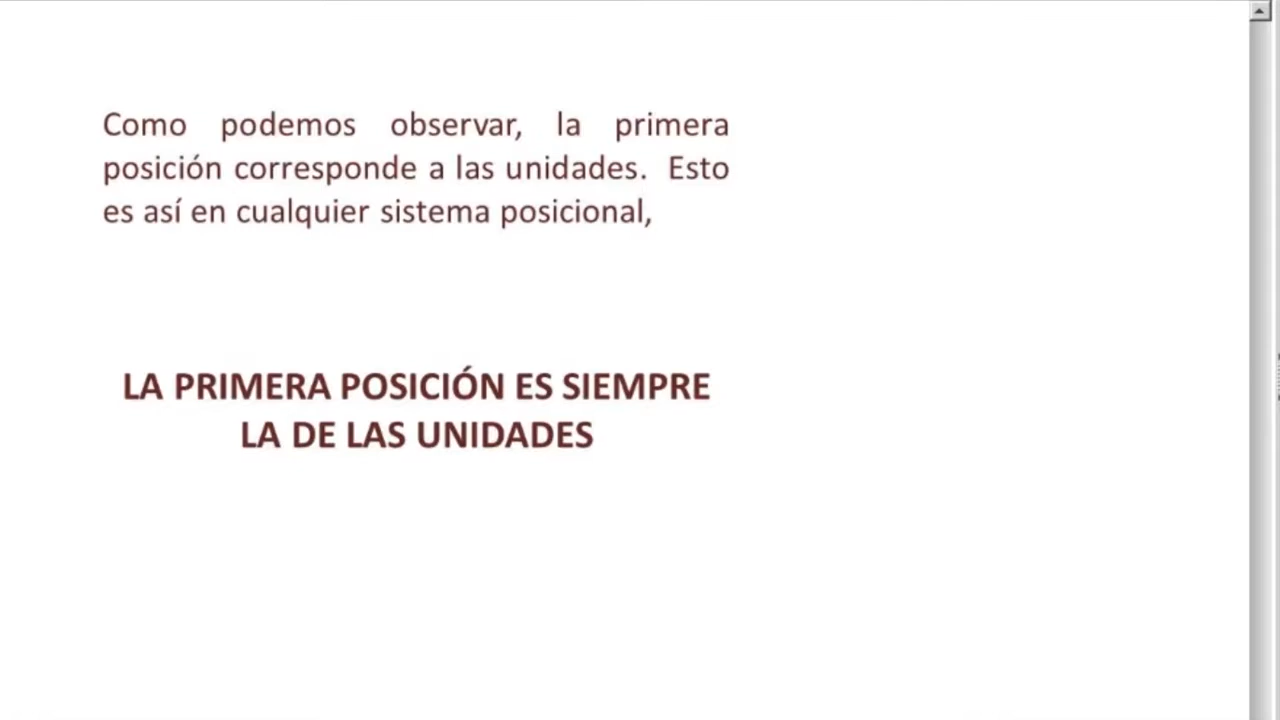 Como podemos observar, la primera
posición corresponde a las unidades. Esto
es así en cualquier sistema posicional,
LA PRIMERA POSICIÓN ES SIEMPRE
LA DE LAS UNIDADES